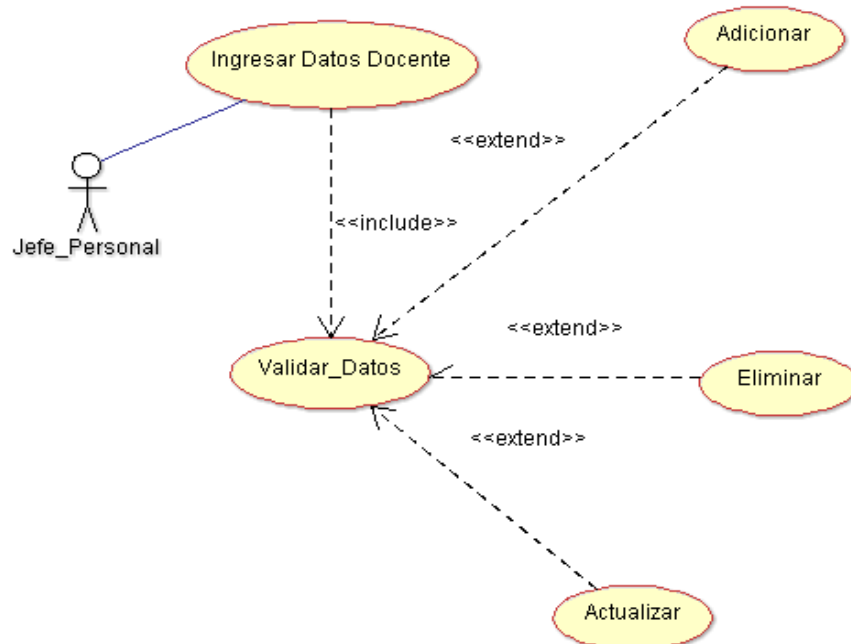 Adicionar
Ingresar Datos Docente
<<extend>>
<<include>>
Jefe_Personal
<<extend>>
Validar_Datos
Eliminar
<<extend>>
Actualizar